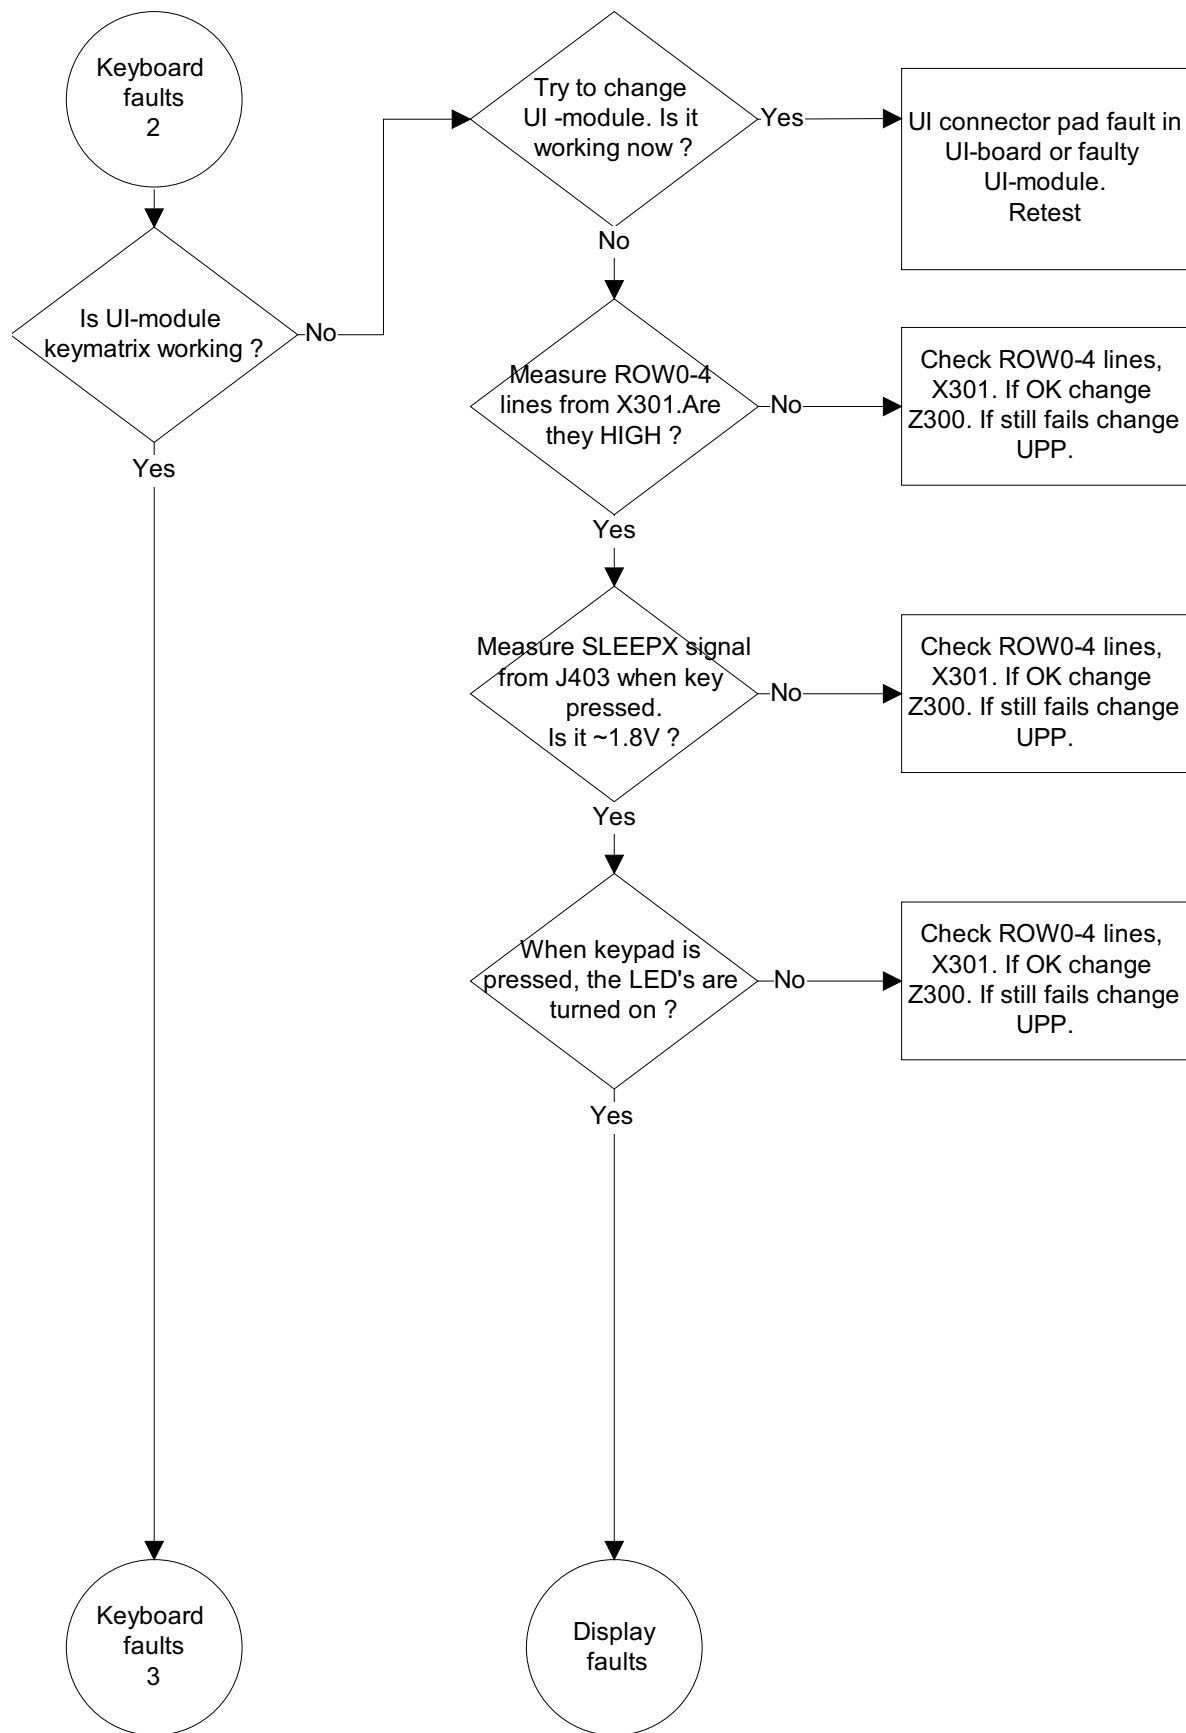 Keyboard
faults
2
Is UI-module
keymatrix working ?
No
Yes
Try to change
UI -module. Is it
working now ?
Yes
UI connector pad fault in
UI-board or faulty
UI-module.
Retest
No
Measure ROW0-4
lines from X301.Are
they HIGH ?
No
Check ROW0-4 lines,
X301. If OK change
Z300. If still fails change
UPP.
Yes
Measure SLEEPX signal
from J403 when key
pressed.
Is it ~1.8V ?
No
Check ROW0-4 lines,
X301. If OK change
Z300. If still fails change
UPP.
Yes
When keypad is
pressed, the LED's are
turned on ?
No
Check ROW0-4 lines,
X301. If OK change
Z300. If still fails change
UPP.
Yes
Keyboard
faults
3
Display
faults